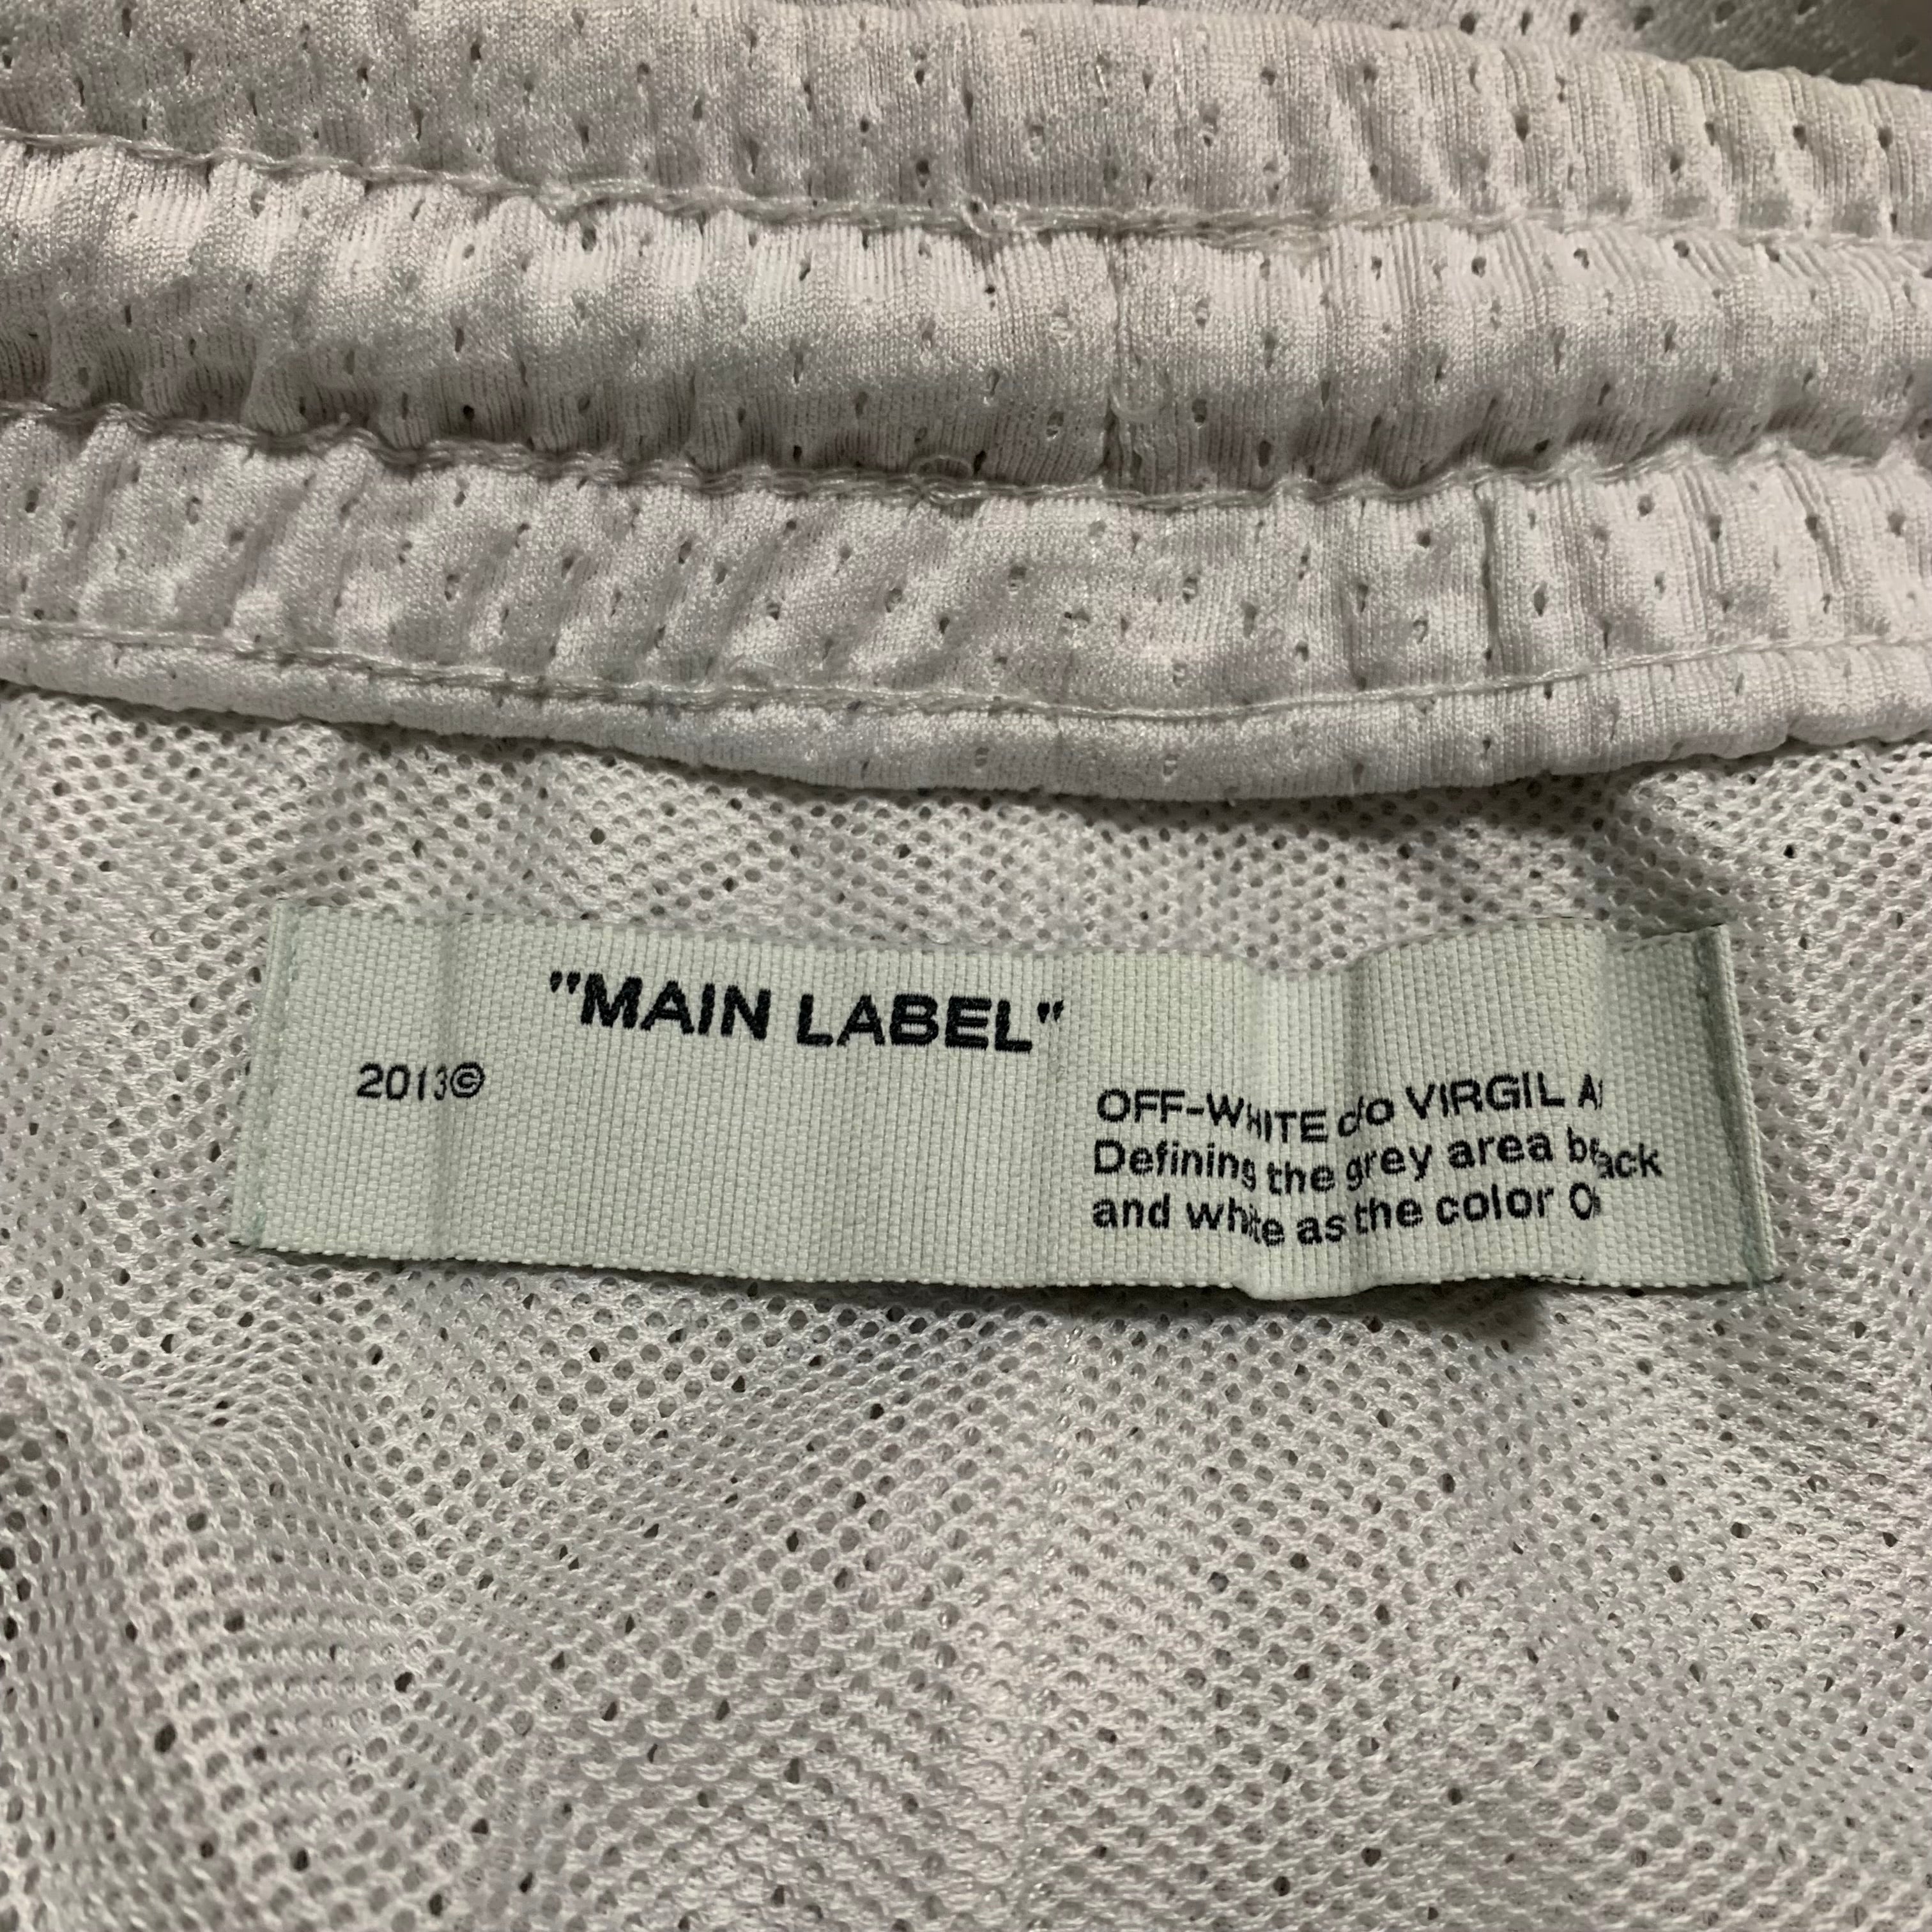 "MAIN LABEL"
2013©
OFF-WHITE c/o VIRGIL
Defining the grey area black
and white as the color